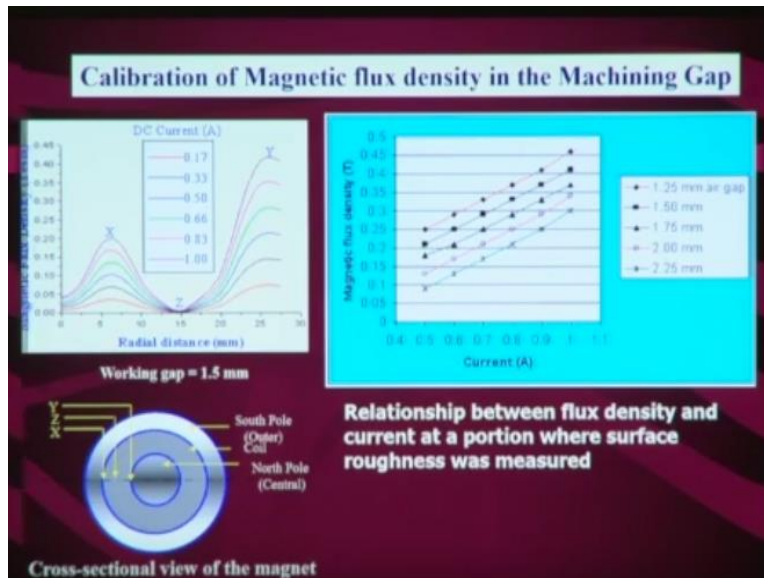 Calibration of Magnetic flux density in the Machining Gap
DC Current (A)
0.17
0.33
0.50
0.66
0.83
1.00
X
Y
Z
0.45
0.40
0.35
0.30
0.25
0.20
0.15
0.10
0.05
0.00
0 5 10 15 20 25 30
Radial distance (mm)
Working gap = 1.5 mm
Magnetic flux density (T)
0.5
0.45
0.4
0.35
0.3
0.25
0.2
0.15
0.1
0.05
0
0.4 0.5 0.6 0.7 0.8 0.9 1 1.1
Current (A)
1.25 mm air gap
1.50 mm
1.75 mm
2.00 mm
2.25 mm
Y
Z
X
South Pole
(Outer)
Coil
North Pole
(Central)
Cross-sectional view of the magnet
Relationship between flux density and
current at a portion where surface
roughness was measured